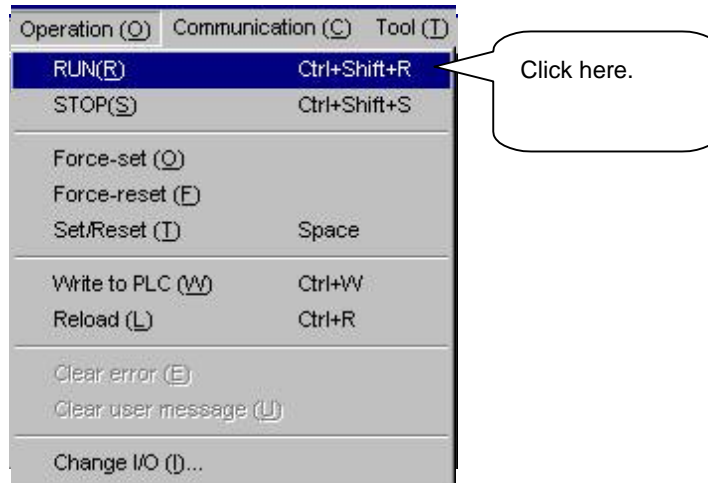 Operation (O) Communication (C) Tool (T)
RUN(R) Ctrl+Shift+R
Click here.
STOP(S) Ctrl+Shift+S
Force-set (O)
Force-reset (F)
Set/Reset (T) Space
Write to PLC (W) Ctrl+W
Reload (L) Ctrl+R
Clear error (E)
Clear user message (U)
Change I/O (I)...